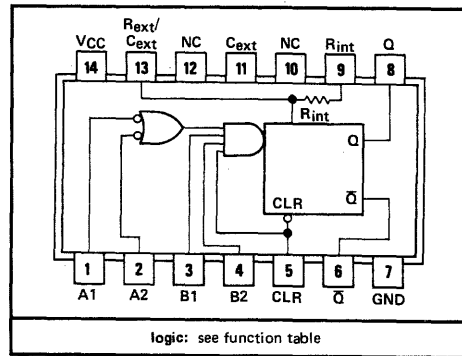 Rext/
VCC Cext NC Cext NC Rint Q
14 13 12 11 10 9 8
Rint
Q
CLR Q̅
1 2 3 4 5 6 7
A1 A2 B1 B2 CLR Q̅ GND
logic: see function table